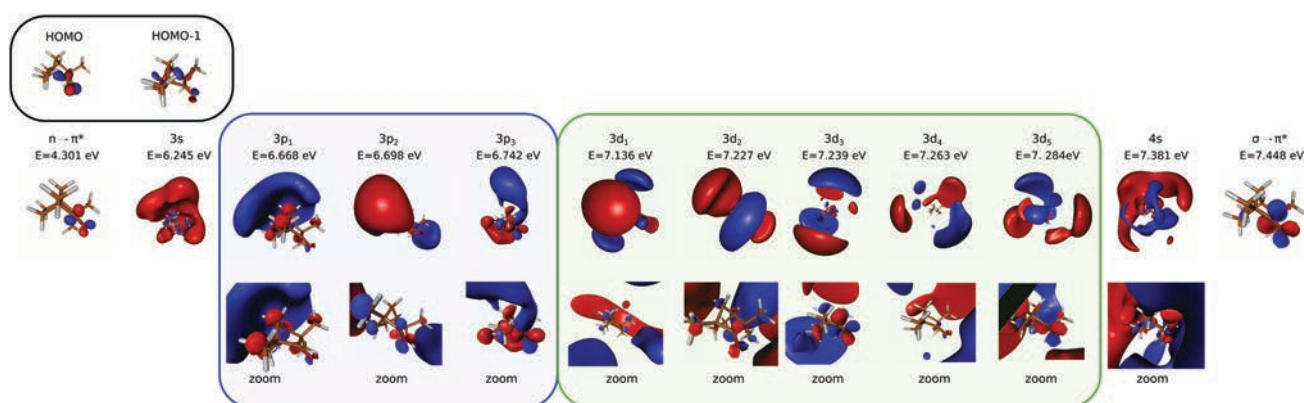 HOMO HOMO-1
n→π* 3s 3p₁ 3p₂ 3p₃ 3d₁ 3d₂ 3d₃ 3d₄ 3d₅ 4s σ→π*
E=4.301 eV E=6.245 eV E=6.668 eV E=6.698 eV E=6.742 eV E=7.136 eV E=7.227 eV E=7.239 eV E=7.263 eV E=7. 284eV E=7.381 eV E=7.448 eV
zoom zoom zoom zoom zoom zoom zoom zoom zoom